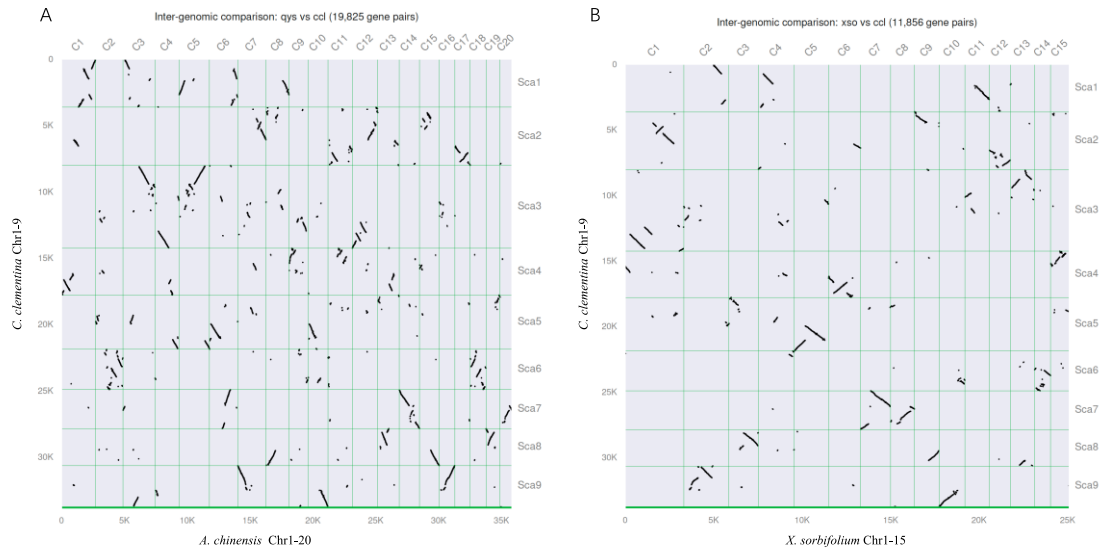 A
Inter-genomic comparison: qys vs ccl (19,825 gene pairs)
C1 C2 C3 C4 C5 C6 C7 C8 C9 C10 C11 C12 C13 C14 C15 C16 C17 C18 C19 C20
0
5K
10K
15K
20K
25K
30K
Sca1
Sca2
Sca3
Sca4
Sca5
Sca6
Sca7
Sca8
Sca9
C. clementina Chr1-9
0 5K 10K 15K 20K 25K 30K 35K
A. chinensis Chr1-20
B
Inter-genomic comparison: xso vs ccl (11,856 gene pairs)
C1 C2 C3 C4 C5 C6 C7 C8 C9 C10 C11 C12 C13 C14 C15
0
5K
10K
15K
20K
25K
30K
Sca1
Sca2
Sca3
Sca4
Sca5
Sca6
Sca7
Sca8
Sca9
C. clementina Chr1-9
0 5K 10K 15K 20K 25K
X. sorbifolium Chr1-15